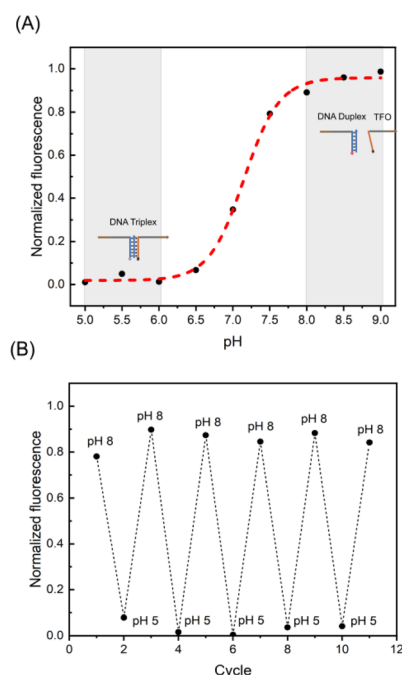 (A)
Normalized fluorescence
1.0
0.8
0.6
0.4
0.2
0.0
DNA Duplex TFO
DNA Triplex
5.0 5.5 6.0 6.5 7.0 7.5 8.0 8.5 9.0
pH
(B)
Normalized fluorescence
1.0
0.8
0.6
0.4
0.2
0.0
pH 8 pH 8 pH 8 pH 8 pH 8 pH 8
pH 5 pH 5 pH 5 pH 5 pH 5
0 2 4 6 8 10 12
Cycle